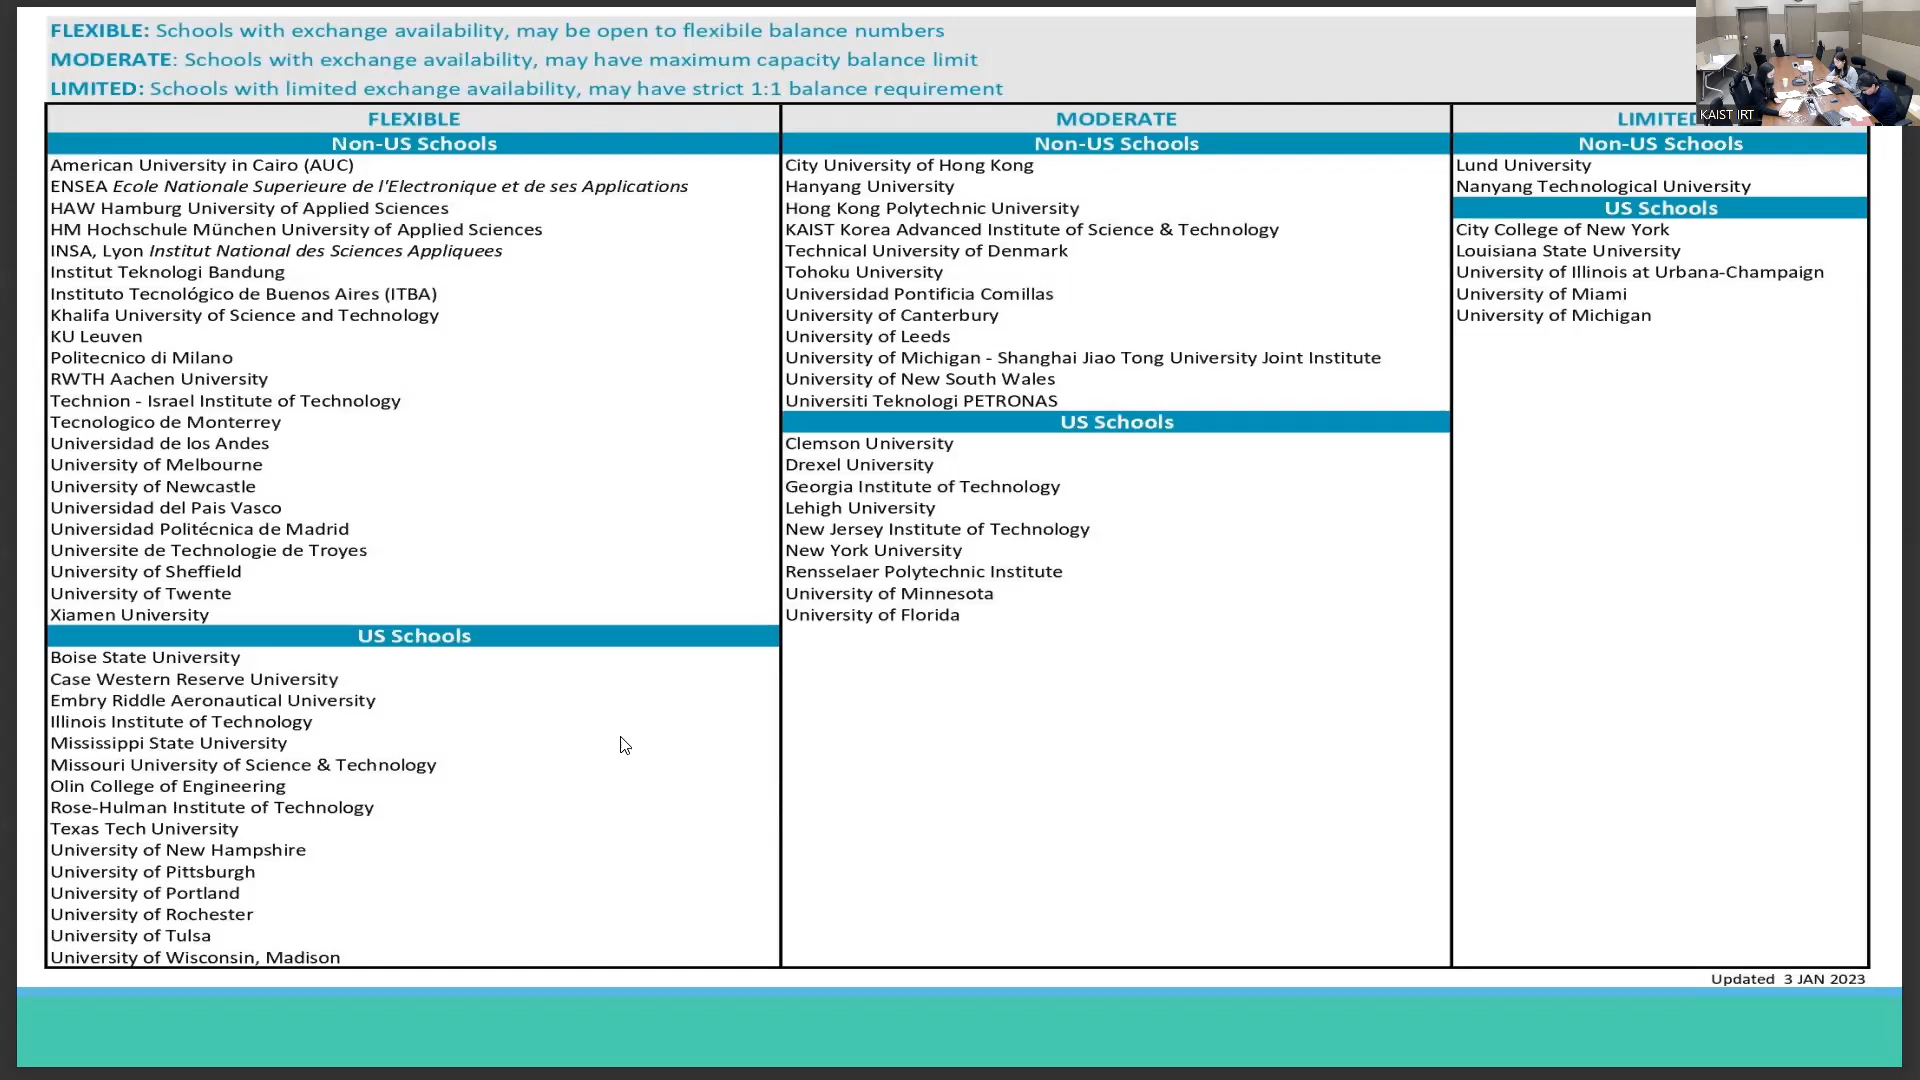 FLEXIBLE: Schools with exchange availability, may be open to flexibile balance numbers
MODERATE: Schools with exchange availability, may have maximum capacity balance limit
LIMITED: Schools with limited exchange availability, may have strict 1:1 balance requirement
KAIST IRT
FLEXIBLE
Non-US Schools
American University in Cairo (AUC)
ENSEA Ecole Nationale Superieure de l'Electronique et de ses Applications
HAW Hamburg University of Applied Sciences
HM Hochschule München University of Applied Sciences
INSA, Lyon Institut National des Sciences Appliquees
Institut Teknologi Bandung
Instituto Tecnológico de Buenos Aires (ITBA)
Khalifa University of Science and Technology
KU Leuven
Politecnico di Milano
RWTH Aachen University
Technion - Israel Institute of Technology
Tecnologico de Monterrey
Universidad de los Andes
University of Melbourne
University of Newcastle
Universidad del Pais Vasco
Universidad Politécnica de Madrid
Universite de Technologie de Troyes
University of Sheffield
University of Twente
Xiamen University
US Schools
Boise State University
Case Western Reserve University
Embry Riddle Aeronautical University
Illinois Institute of Technology
Mississippi State University
Missouri University of Science & Technology
Olin College of Engineering
Rose-Hulman Institute of Technology
Texas Tech University
University of New Hampshire
University of Pittsburgh
University of Portland
University of Rochester
University of Tulsa
University of Wisconsin, Madison
MODERATE
Non-US Schools
City University of Hong Kong
Hanyang University
Hong Kong Polytechnic University
KAIST Korea Advanced Institute of Science & Technology
Technical University of Denmark
Tohoku University
Universidad Pontificia Comillas
University of Canterbury
University of Leeds
University of Michigan - Shanghai Jiao Tong University Joint Institute
University of New South Wales
Universiti Teknologi PETRONAS
US Schools
Clemson University
Drexel University
Georgia Institute of Technology
Lehigh University
New Jersey Institute of Technology
New York University
Rensselaer Polytechnic Institute
University of Minnesota
University of Florida
LIMITE
Non-US Schools
Lund University
Nanyang Technological University
US Schools
City College of New York
Louisiana State University
University of Illinois at Urbana-Champaign
University of Miami
University of Michigan
Updated 3 JAN 2023